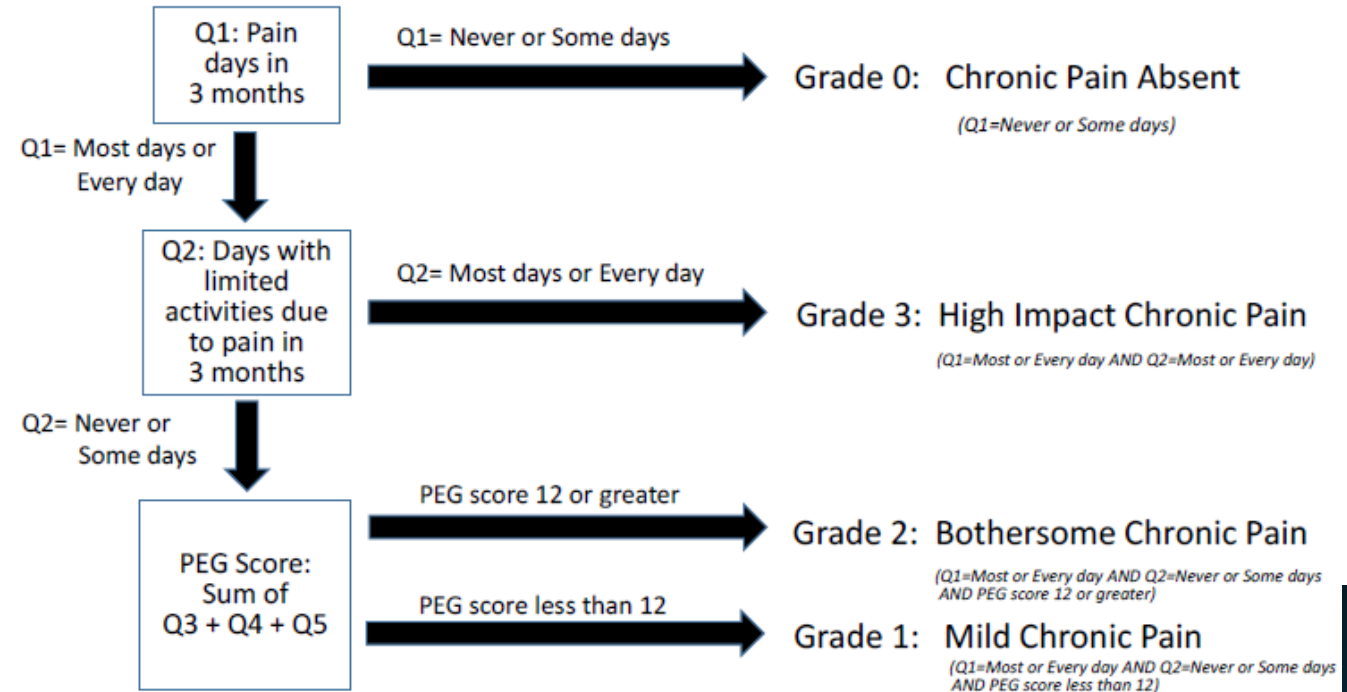 Q1: Pain
days in
3 months
Q1= Never or Some days
Grade 0: Chronic Pain Absent
(Q1=Never or Some days)
Q1= Most days or
Every day
Q2: Days with
limited
activities due
to pain in
3 months
Q2= Most days or Every day
Grade 3: High Impact Chronic Pain
(Q1=Most or Every day AND Q2=Most or Every day)
Q2= Never or
Some days
PEG Score:
Sum of
Q3 + Q4 + Q5
PEG score 12 or greater
Grade 2: Bothersome Chronic Pain
(Q1=Most or Every day AND Q2=Never or Some days
AND PEG score 12 or greater)
PEG score less than 12
Grade 1: Mild Chronic Pain
(Q1=Most or Every day AND Q2=Never or Some days
AND PEG score less than 12)